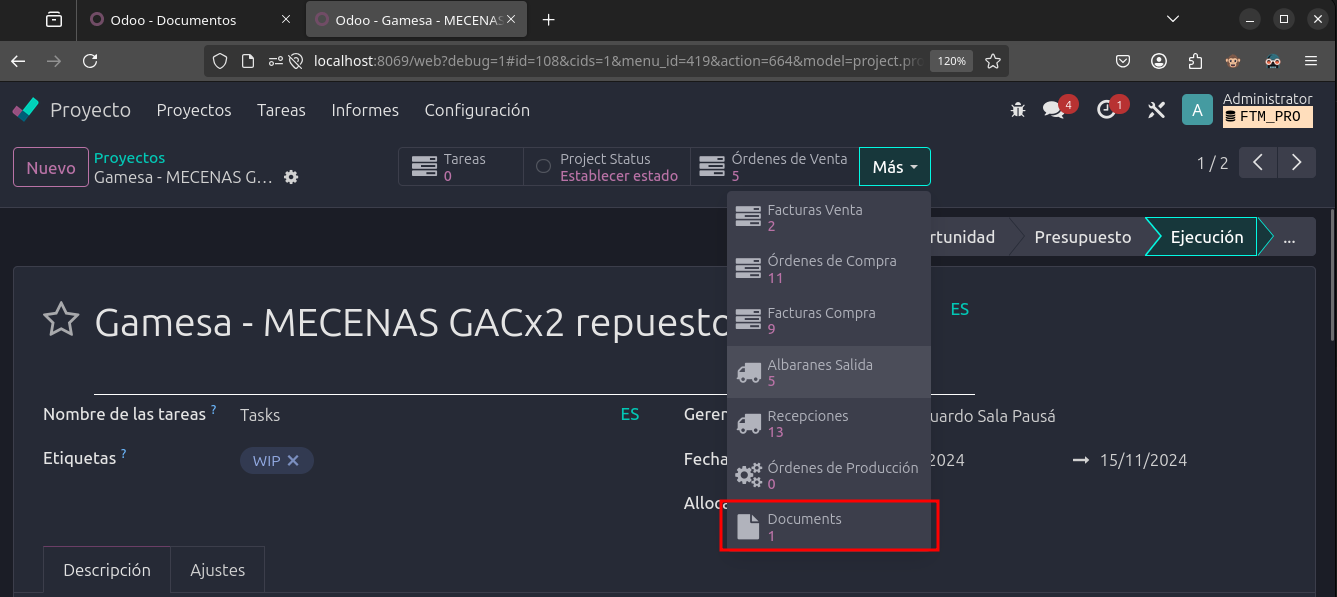 Odoo - Documentos
Odoo - Gamesa - MECENAS
localhost:8069/web?debug=1#id=108&cids=1&menu_id=419&action=664&model=project.pr
120%
Proyecto
Proyectos
Tareas
Informes
Configuración
4
1
A
Administrator
FTM_PRO
Nuevo
Proyectos
Gamesa - MECENAS G...
Tareas
0
Project Status
Establecer estado
Órdenes de Venta
5
Más
1 / 2
Facturas Venta
2
Órdenes de Compra
11
Facturas Compra
9
Albaranes Salida
5
Recepciones
13
Órdenes de Producción
0
Documents
1
rtunidad
Presupuesto
Ejecución
...
Gamesa - MECENAS GACx2 repuesto
ES
Nombre de las tareas ?
Tasks
ES
Etiquetas ?
WIP
Geren
uardo Sala Pausá
Fecha
2024
→ 15/11/2024
Alloca
Descripción
Ajustes